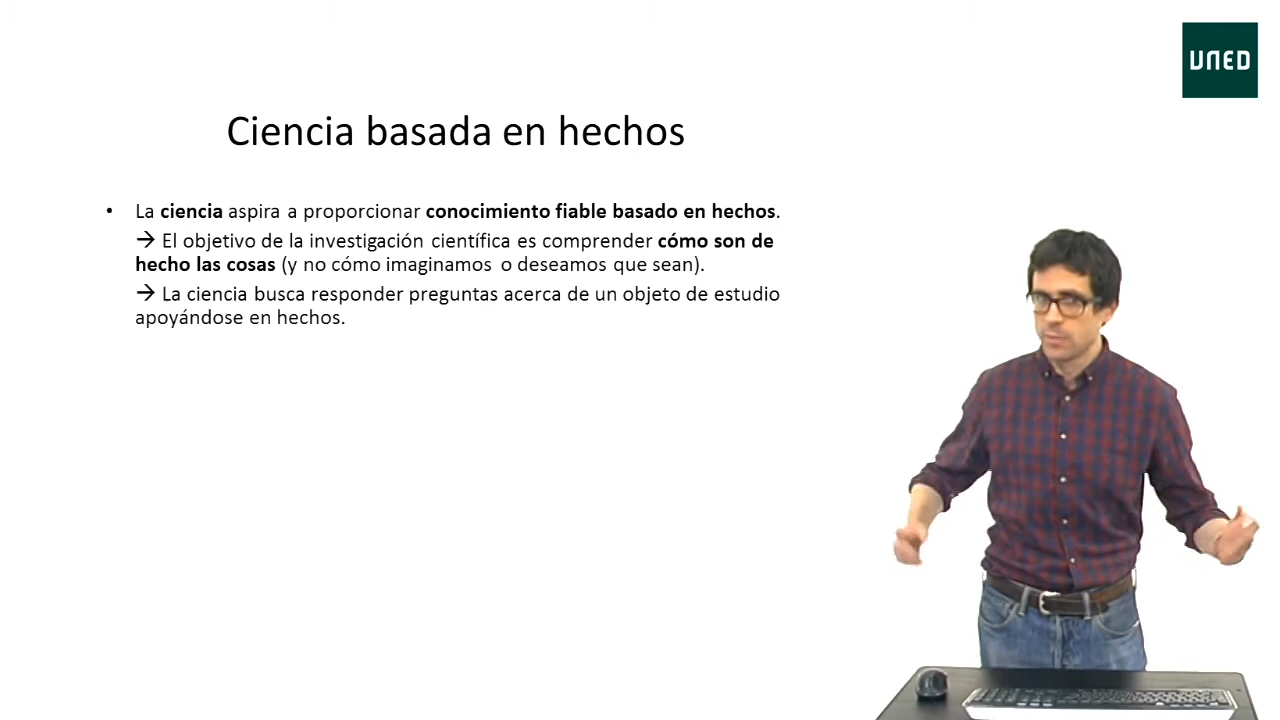 UNED
Ciencia basada en hechos
• La ciencia aspira a proporcionar conocimiento fiable basado en hechos.
→ El objetivo de la investigación científica es comprender cómo son de
hecho las cosas (y no cómo imaginamos o deseamos que sean).
→ La ciencia busca responder preguntas acerca de un objeto de estudio
apoyándose en hechos.